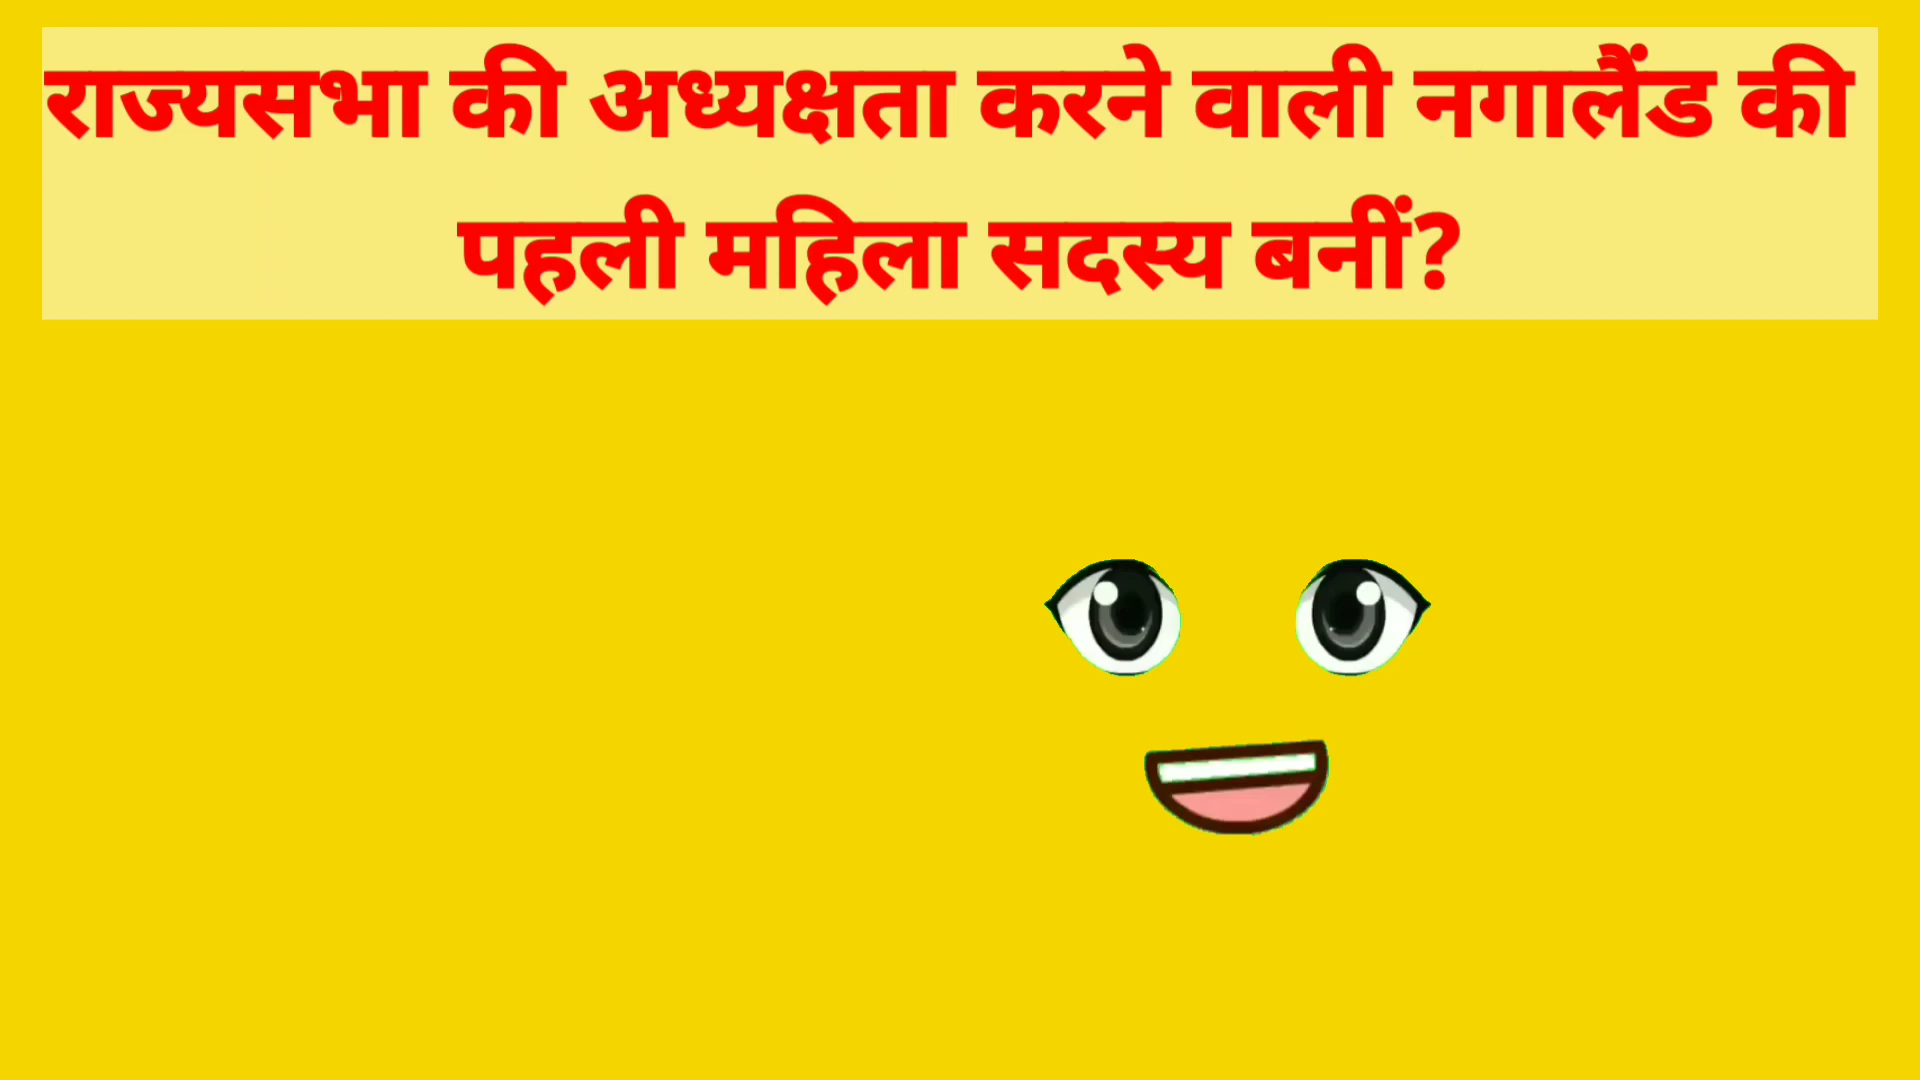 राज्यसभा की अध्यक्षता करने वाली नगालैंड की
पहली महिला सदस्य बनीं?